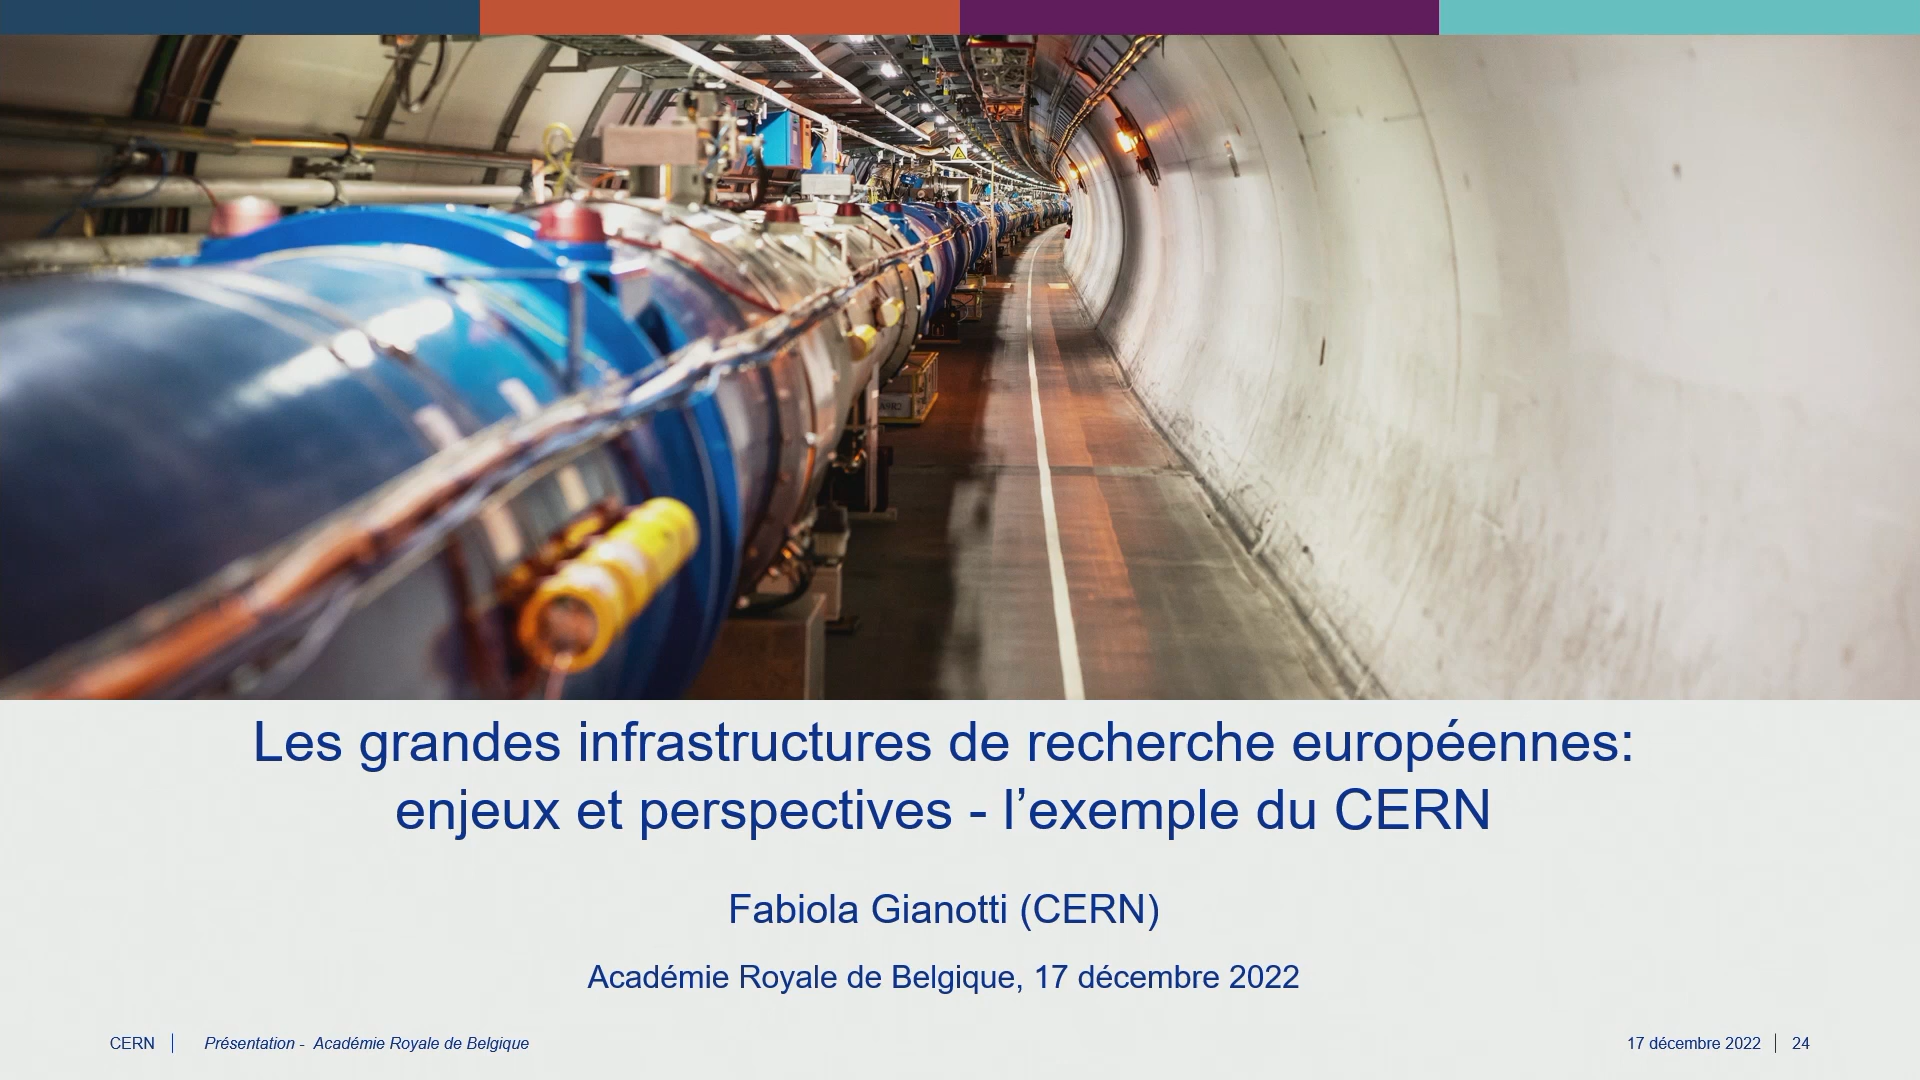 Les grandes infrastructures de recherche européennes:
enjeux et perspectives - l’exemple du CERN
Fabiola Gianotti (CERN)
Académie Royale de Belgique, 17 décembre 2022
CERN | Présentation - Académie Royale de Belgique
17 décembre 2022 | 24